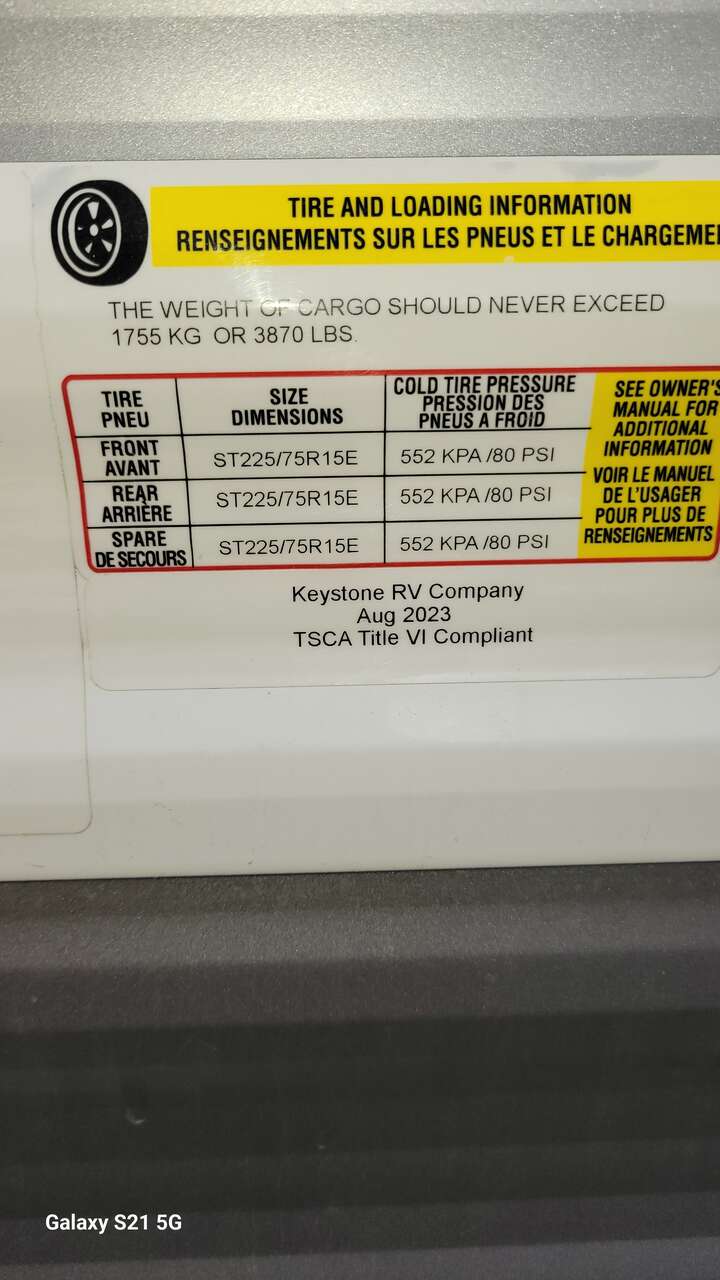 TIRE AND LOADING INFORMATION
RENSEIGNEMENTS SUR LES PNEUS ET LE CHARGEME
THE WEIGHT OF CARGO SHOULD NEVER EXCEED
1755 KG OR 3870 LBS.
TIRE
PNEU
SIZE
DIMENSIONS
COLD TIRE PRESSURE
PRESSION DES
PNEUS A FROID
FRONT
AVANT
ST225/75R15E
552 KPA /80 PSI
REAR
ARRIÈRE
ST225/75R15E
552 KPA /80 PSI
SPARE
DE SECOURS
ST225/75R15E
552 KPA /80 PSI
SEE OWNER'S
MANUAL FOR
ADDITIONAL
INFORMATION
VOIR LE MANUEL
DE L'USAGER
POUR PLUS DE
RENSEIGNEMENTS
Keystone RV Company
Aug 2023
TSCA Title VI Compliant
Galaxy S21 5G